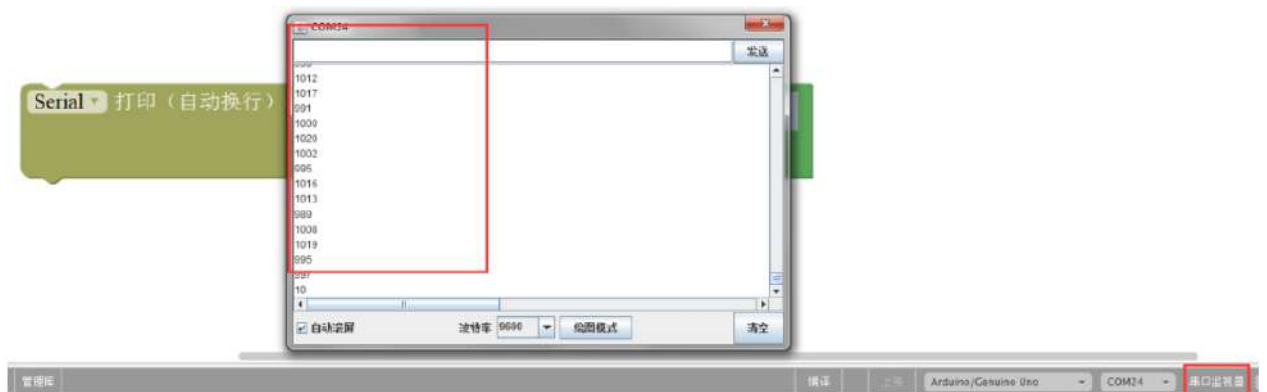 COM24
发送
1012
1017
991
1000
1020
1002
995
1016
1013
989
1008
1019
995
997
10
Serial 打印（自动换行）
自动滚屏
波特率 9600 绘图模式
清空
管理库
编译
上传
Arduino/Genuino Uno
COM24
串口监视器